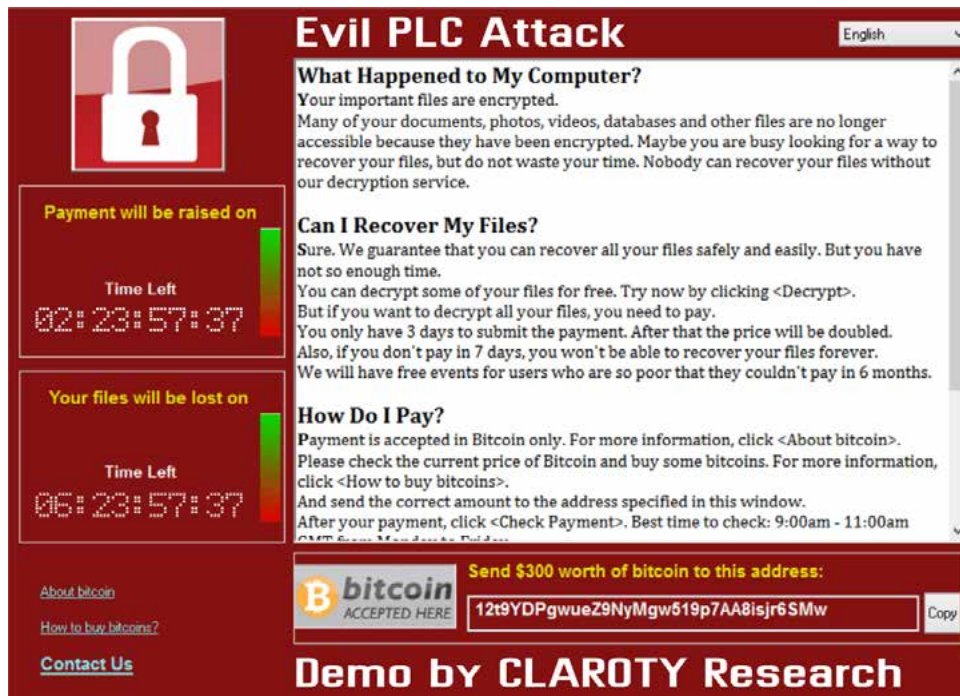 Evil PLC Attack
English
What Happened to My Computer?
Your important files are encrypted.
Many of your documents, photos, videos, databases and other files are no longer
accessible because they have been encrypted. Maybe you are busy looking for a way to
recover your files, but do not waste your time. Nobody can recover your files without
our decryption service.
Can I Recover My Files?
Sure. We guarantee that you can recover all your files safely and easily. But you have
not so enough time.
You can decrypt some of your files for free. Try now by clicking <Decrypt>.
But if you want to decrypt all your files, you need to pay.
You only have 3 days to submit the payment. After that the price will be doubled.
Also, if you don't pay in 7 days, you won't be able to recover your files forever.
We will have free events for users who are so poor that they couldn't pay in 6 months.
How Do I Pay?
Payment is accepted in Bitcoin only. For more information, click <About bitcoin>.
Please check the current price of Bitcoin and buy some bitcoins. For more information,
click <How to buy bitcoins>.
And send the correct amount to the address specified in this window.
After your payment, click <Check Payment>. Best time to check: 9:00am - 11:00am
GMT from Monday to Friday
Payment will be raised on
Time Left
02:23:57:37
Your files will be lost on
Time Left
06:23:57:37
About bitcoin
How to buy bitcoins?
Contact Us
bitcoin
ACCEPTED HERE
Send $300 worth of bitcoin to this address:
12t9YDPgwueZ9NyMgw519p7AA8isjr6SMw
Copy
Demo by CLAROTY Research